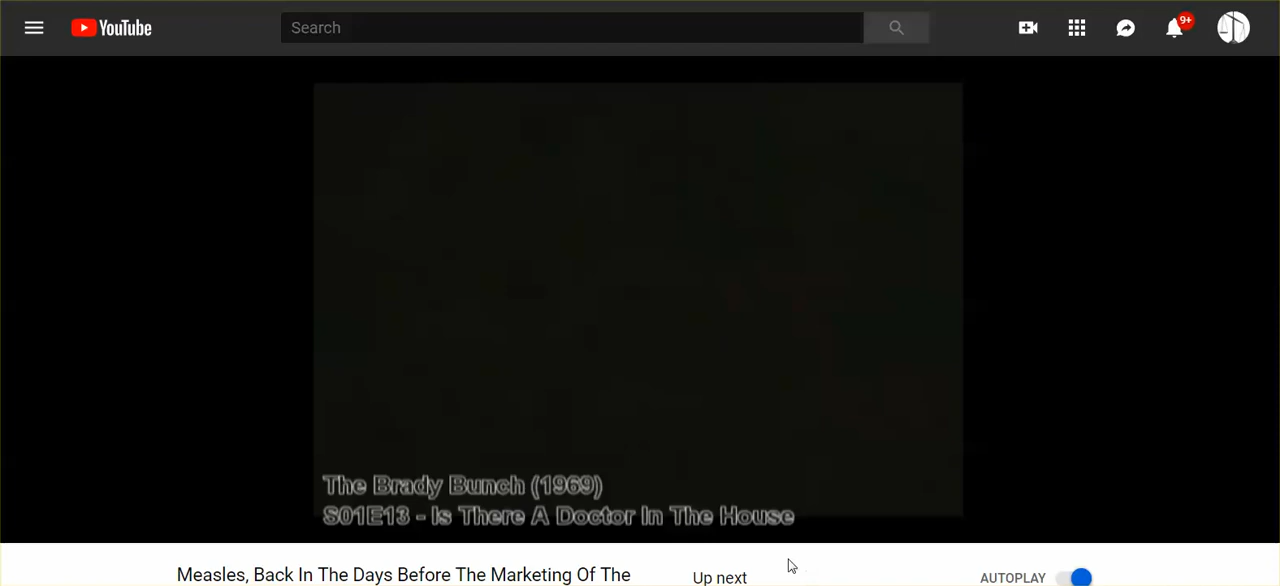 YouTube
Search
9+
The Brady Bunch (1969)
S01E13 - Is There A Doctor In The House
Measles, Back In The Days Before The Marketing Of The
Up next
AUTOPLAY